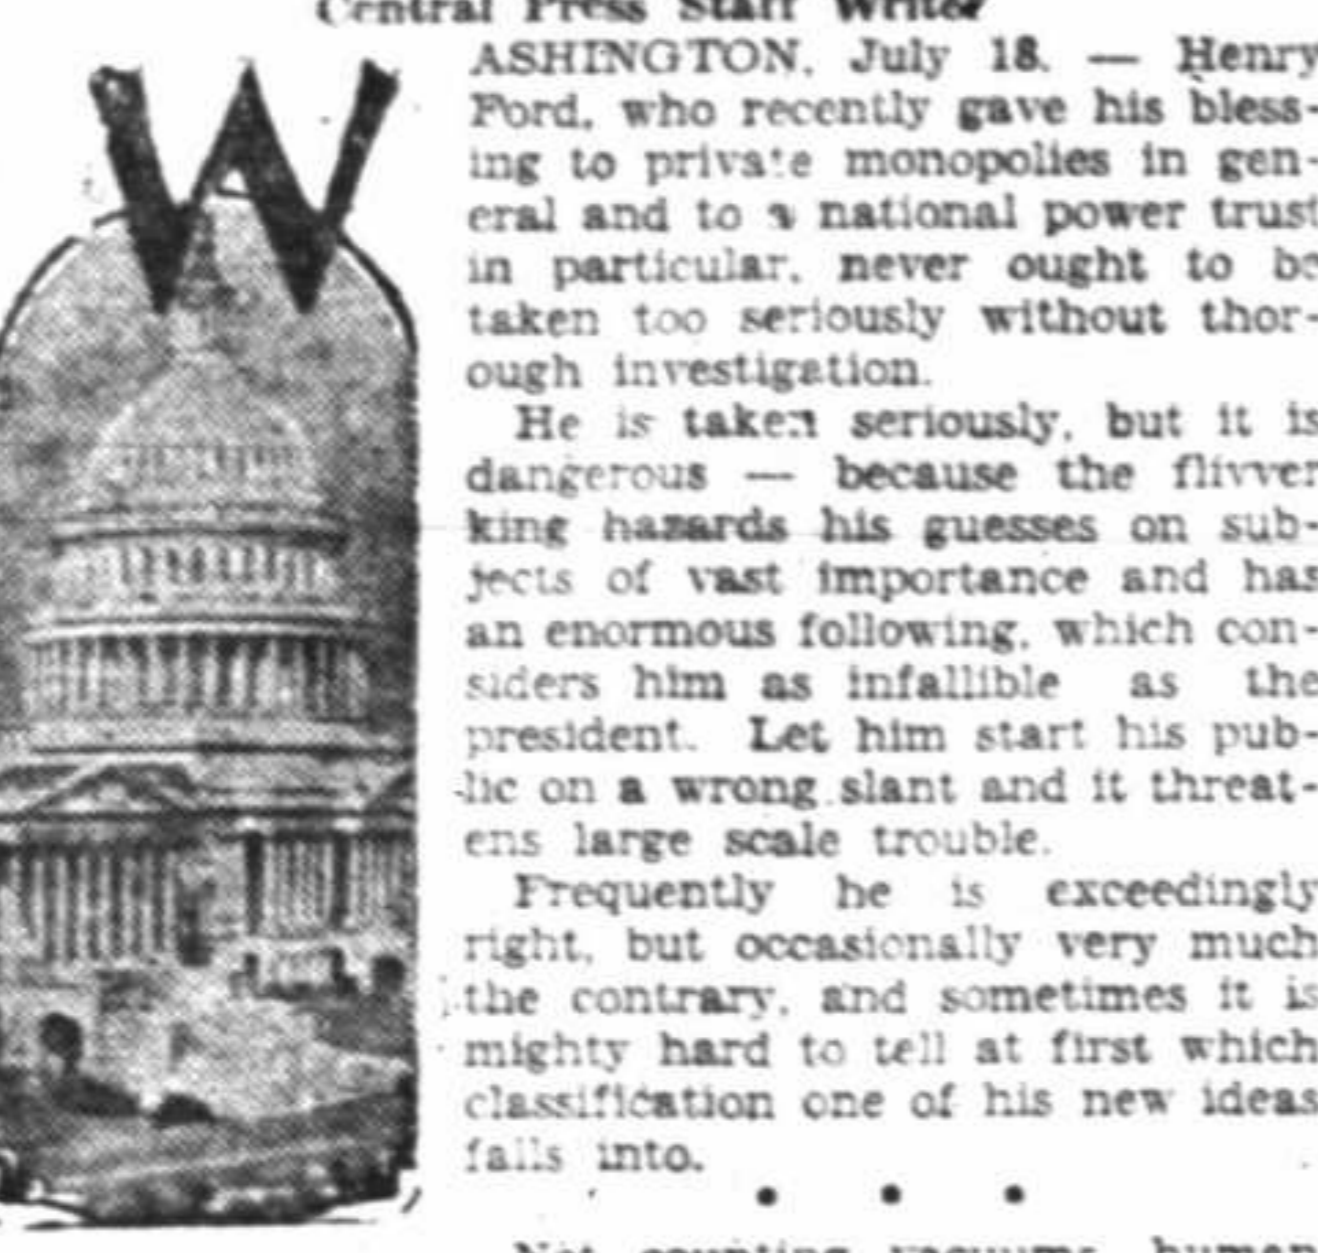 Central Press Staff Writer
WASHINGTON, July 18. — Henry
Ford, who recently gave his bless-
ing to private monopolies in gen-
eral and to a national power trust
in particular, never ought to be
taken too seriously without thor-
ough investigation.
He is taken seriously, but it is
dangerous — because the flivver
king hazards his guesses on sub-
jects of vast importance and has
an enormous following, which con-
siders him as infallible as the
president. Let him start his pub-
lic on a wrong slant and it threat-
ens large scale trouble.
Frequently he is exceedingly
right, but occasionally very much
the contrary, and sometimes it is
mighty hard to tell at first which
classification one of his new ideas
falls into.
• • •
Not counting vacuums, human